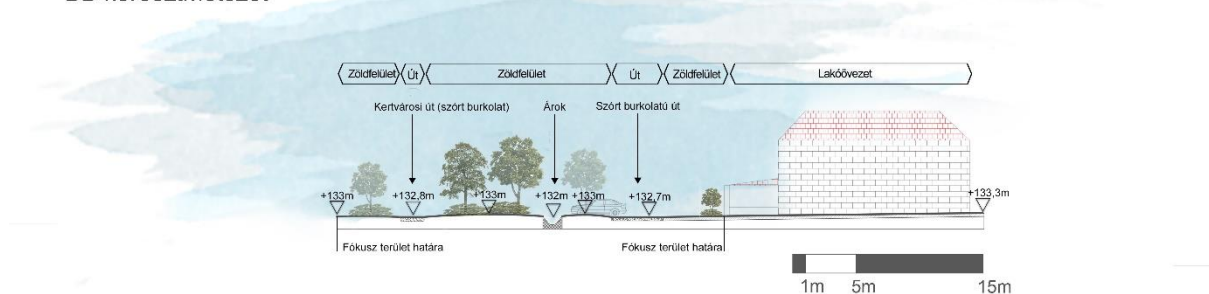 Zöldfelület Út Zöldfelület Út Zöldfelület Lakóövezet
Kertvárosi út (szórt burkolat) Árok Szórt burkolatú út
+133m +132,8m +133m +132m +133m +132,7m +133,3m
Fókusz terület határa Fókusz terület határa
1m 5m 15m